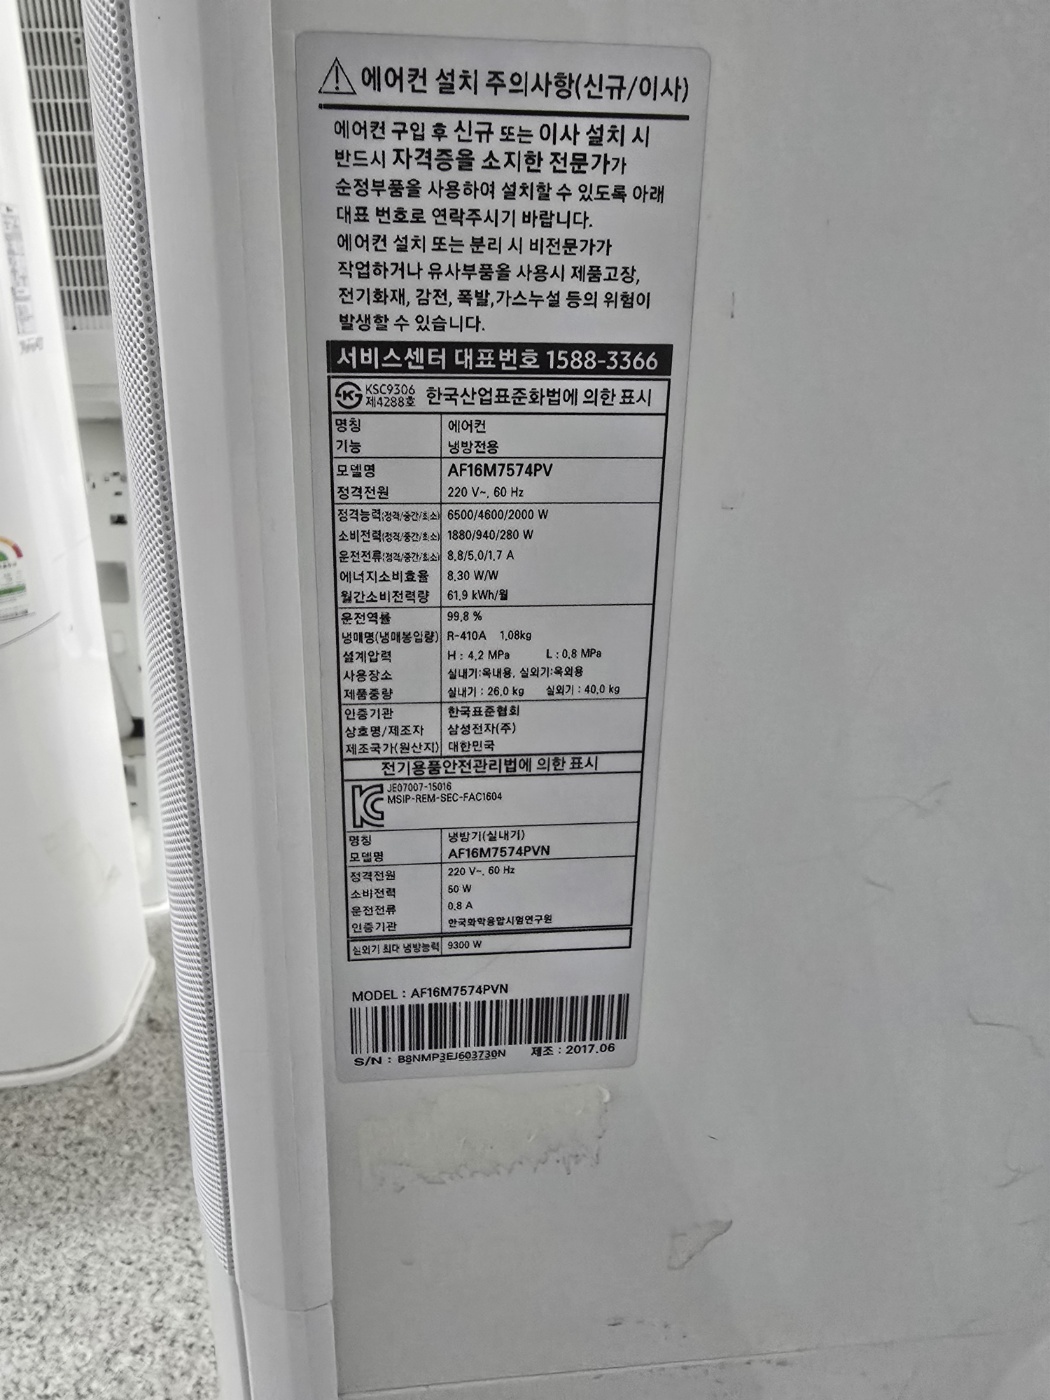 에어컨 설치 주의사항(신규/이사)
에어컨 구입 후 신규 또는 이사 설치 시
반드시 자격증을 소지한 전문가가
순정부품을 사용하여 설치할 수 있도록 아래
대표 번호로 연락주시기 바랍니다.
에어컨 설치 또는 분리 시 비전문가가
작업하거나 유사부품을 사용시 제품고장,
전기화재, 감전, 폭발,가스누설 등의 위험이
발생할 수 있습니다.
서비스센터 대표번호 1588-3366
KSC9306
제4288호 한국산업표준화법에 의한 표시
명칭 에어컨
기능 냉방전용
모델명 AF16M7574PV
정격전원 220 V~, 60 Hz
정격능력(정격/중간/최소) 6500/4600/2000 W
소비전력(정격/중간/최소) 1880/940/280 W
운전전류(정격/중간/최소) 8.8/5.0/1.7 A
에너지소비효율 8.30 W/W
월간소비전력량 61.9 kWh/월
운전역률 99.8 %
냉매명(냉매봉입량) R-410A 1.08kg
설계압력 H : 4.2 MPa L : 0.8 MPa
사용장소 실내기:옥내용, 실외기:옥외용
제품중량 실내기 : 26.0 kg 실외기 : 40.0 kg
인증기관 한국표준협회
상호명/제조자 삼성전자(주)
제조국가(원산지) 대한민국
전기용품안전관리법에 의한 표시
JE07007-15016
MSIP-REM-SEC-FAC1604
명칭 냉방기(실내기)
모델명 AF16M7574PVN
정격전원 220 V~, 60 Hz
소비전력 50 W
운전전류 0.8 A
인증기관 한국화학융합시험연구원
실외기 최대 냉방능력 9300 W
MODEL : AF16M7574PVN
S/N : B8NMP3EJ603730N 제조 : 2017.06